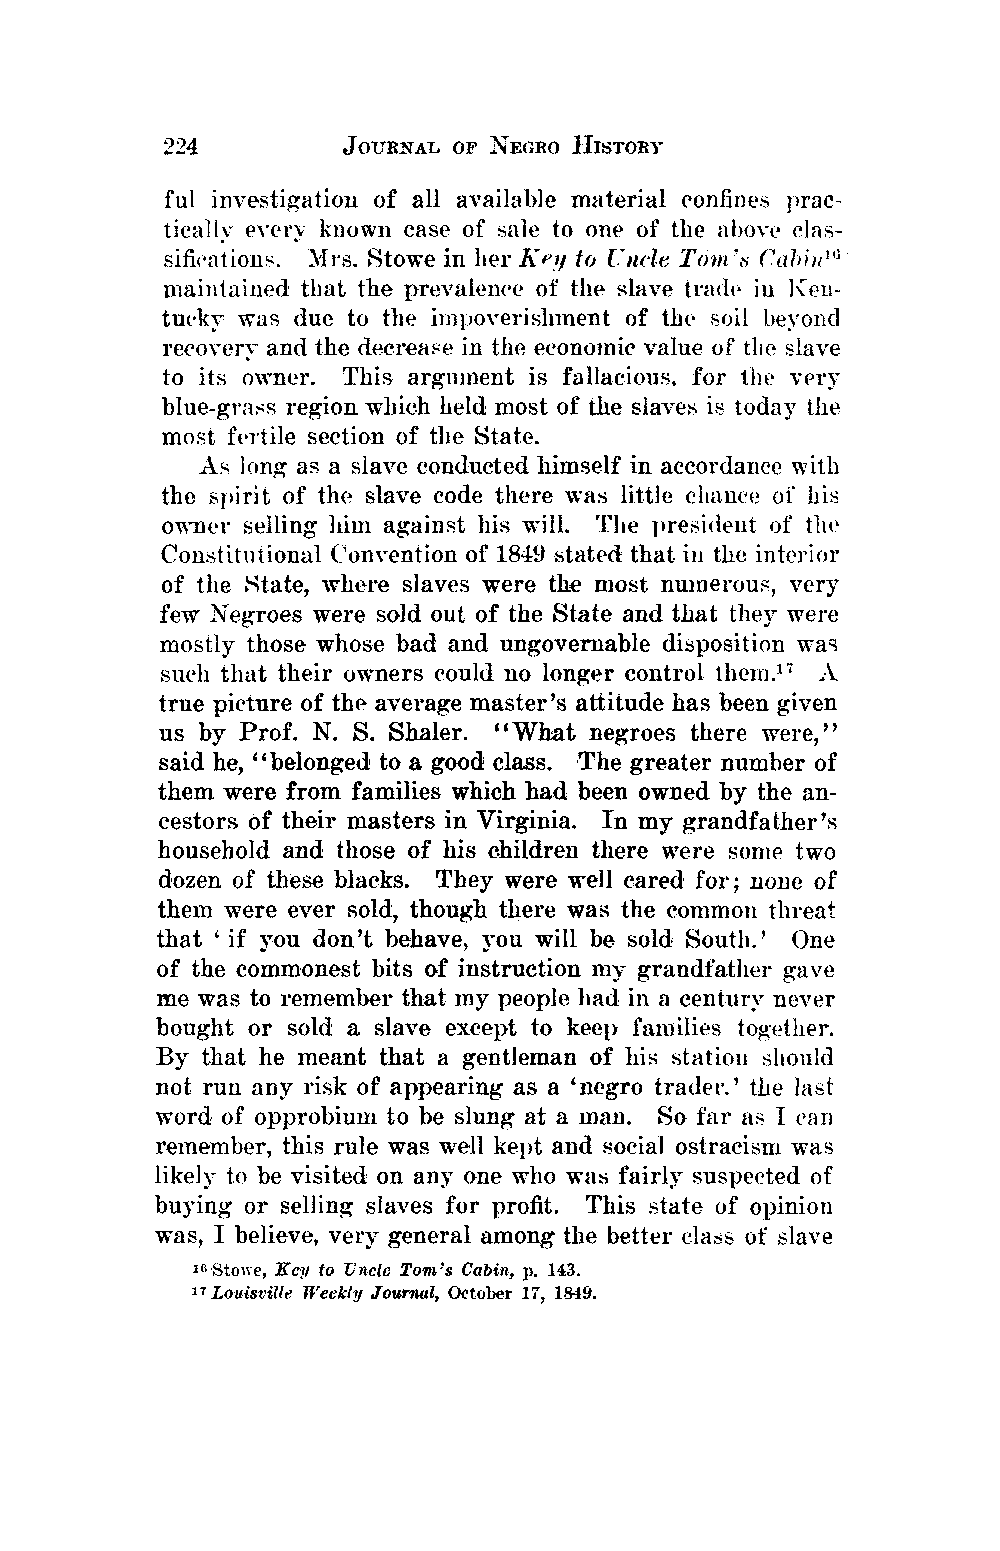 224 JOURNAL OF NEGRO HISTORY
ful investigation of all available material confines prac-
tically every known case of sale to one of the above clas-
sifications. Mrs. Stowe in her Key to Uncle Tom's Cabin¹⁶
maintained that the prevalence of the slave trade in Ken-
tucky was due to the impoverishment of the soil beyond
recovery and the decrease in the economic value of the slave
to its owner. This argument is fallacious, for the very
blue-grass region which held most of the slaves is today the
most fertile section of the State.
As long as a slave conducted himself in accordance with
the spirit of the slave code there was little chance of his
owner selling him against his will. The president of the
Constitutional Convention of 1849 stated that in the interior
of the State, where slaves were the most numerous, very
few Negroes were sold out of the State and that they were
mostly those whose bad and ungovernable disposition was
such that their owners could no longer control them.¹⁷ A
true picture of the average master's attitude has been given
us by Prof. N. S. Shaler. "What negroes there were,"
said he, "belonged to a good class. The greater number of
them were from families which had been owned by the an-
cestors of their masters in Virginia. In my grandfather's
household and those of his children there were some two
dozen of these blacks. They were well cared for; none of
them were ever sold, though there was the common threat
that 'if you don't behave, you will be sold South.' One
of the commonest bits of instruction my grandfather gave
me was to remember that my people had in a century never
bought or sold a slave except to keep families together.
By that he meant that a gentleman of his station should
not run any risk of appearing as a 'negro trader.' the last
word of opprobium to be slung at a man. So far as I can
remember, this rule was well kept and social ostracism was
likely to be visited on any one who was fairly suspected of
buying or selling slaves for profit. This state of opinion
was, I believe, very general among the better class of slave
¹⁶ Stowe, Key to Uncle Tom's Cabin, p. 143.
¹⁷ Louisville Weekly Journal, October 17, 1849.